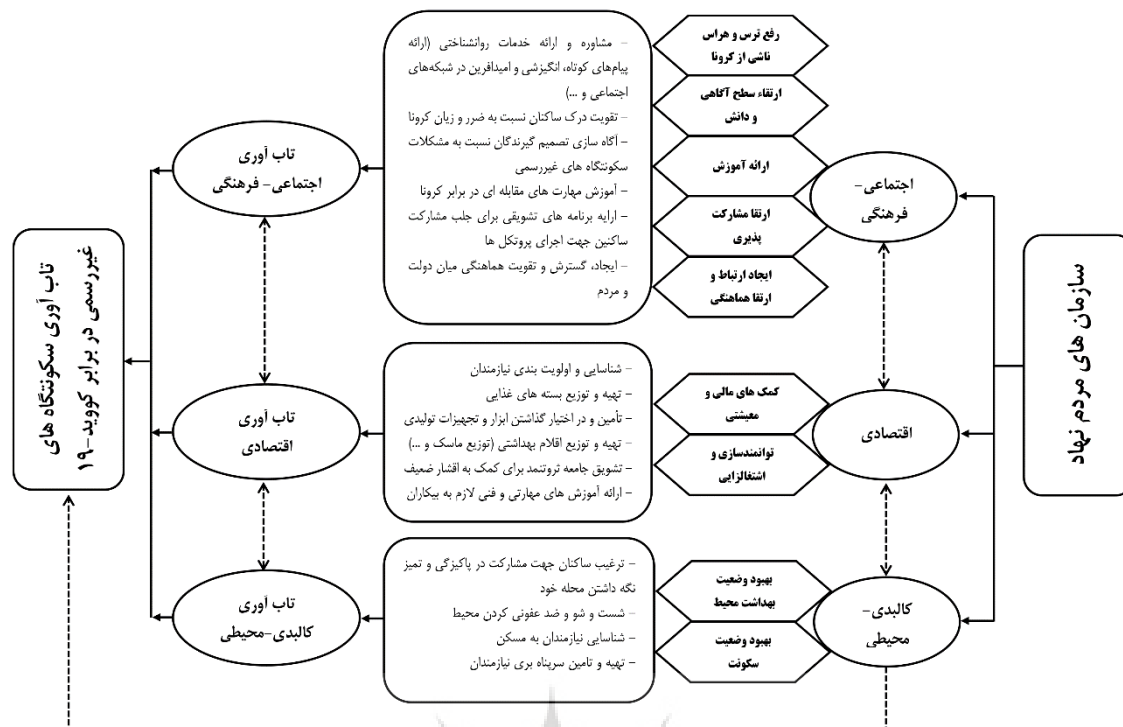 سازمان های مردم نهاد
اجتماعی-
فرهنگی
اقتصادی
کالبدی-
محیطی
رفع ترس و هراس
ناشی از کرونا
ارتقاء سطح آگاهی
و دانش
ارائه آموزش
ارتقا مشارکت
پذیری
ایجاد ارتباط و
ارتقا هماهنگی
کمک های مالی و
معیشتی
توانمندسازی و
اشتغالزایی
بهبود وضعیت
بهداشت محیط
بهبود وضعیت
سکونت
– مشاوره و ارائه خدمات روانشناختی (ارائه
پیام‌های کوتاه، انگیزشی و امیدافرین در شبکه‌های
اجتماعی و ...)
– تقویت درک ساکنان نسبت به ضرر و زیان کرونا
– آگاه سازی تصمیم گیرندگان نسبت به مشکلات
سکونتگاه های غیررسمی
– آموزش مهارت های مقابله ای در برابر کرونا
– ارایه برنامه های تشویقی برای جلب مشارکت
ساکنین جهت اجرای پروتکل ها
– ایجاد، گسترش و تقویت هماهنگی میان دولت
و مردم
– شناسایی و اولویت بندی نیازمندان
– تهیه و توزیع بسته های غذایی
– تأمین و در اختیار گذاشتن ابزار و تجهیزات تولیدی
– تهیه و توزیع اقلام بهداشتی (توزیع ماسک و ...)
– تشویق جامعه ثروتنمد برای کمک به اقشار ضعیف
– ارائه آموزش های مهارتی و فنی لازم به بیکاران
– ترغیب ساکنان جهت مشارکت در پاکیزگی و تمیز
نگه داشتن محله خود
– شست و شو و ضد عفونی کردن محیط
– شناسایی نیازمندان به مسکن
– تهیه و تامین سرپناه بری نیازمندان
تاب آوری
اجتماعی- فرهنگی
تاب آوری
اقتصادی
تاب آوری
کالبدی-محیطی
تاب آوری سکونتگاه های
غیررسمی در برابر کووید-۱۹